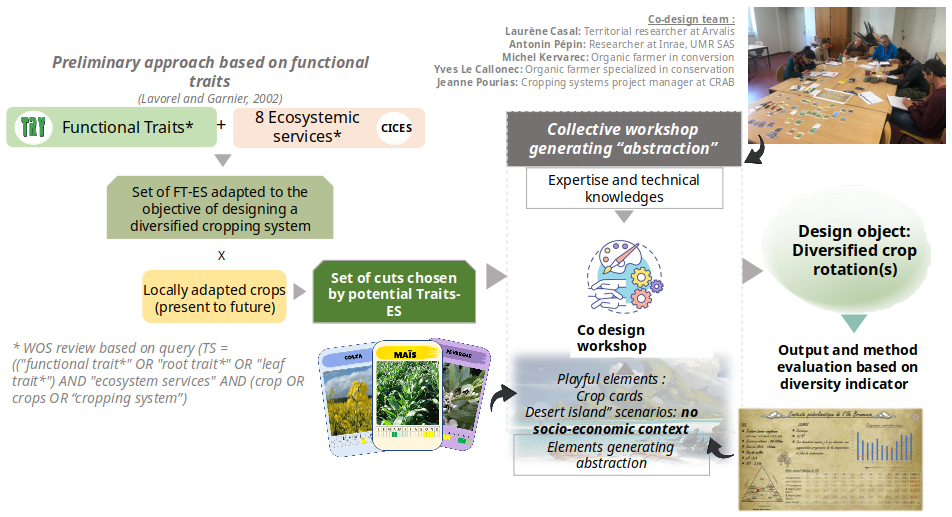 Co-design team :
Laurène Casal: Territorial researcher at Arvalis
Antonin Pépin: Researcher at Inrae, UMR SAS
Michel Kervarec: Organic farmer in conversion
Yves Le Callonec: Organic farmer specialized in conservation
Jeanne Pourias: Cropping systems project manager at CRAB
Preliminary approach based on functional
traits
(Lavorel and Garnier, 2002)
TRY
Functional Traits*
+
8 Ecosystemic
services*
CICES
Set of FT-ES adapted to the
objective of designing a
diversified cropping system
X
Locally adapted crops
(present to future)
Set of cuts chosen
by potential Traits-
ES
* WOS review based on query (TS =
(("functional trait*" OR "root trait*" OR "leaf
trait*") AND "ecosystem services" AND (crop OR
crops OR “cropping system”)
COLZA
MAÏS
Collective workshop
generating “abstraction”
Expertise and technical
knowledges
Co design
workshop
Playful elements :
Crop cards
Desert island” scenarios: no
socio-economic context
Elements generating
abstraction
Design object:
Diversified crop
rotation(s)
Output and method
evaluation based on
diversity indicator